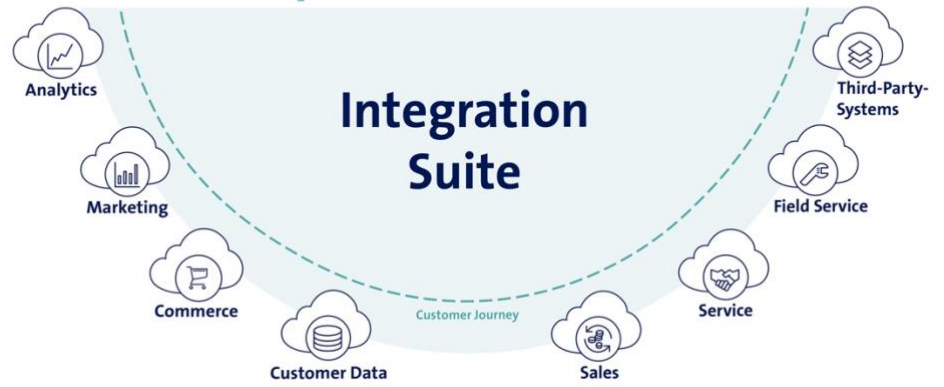 Integration
Suite
Analytics
Third-Party-
Systems
Marketing
Field Service
Commerce
Service
Customer Journey
Customer Data
Sales